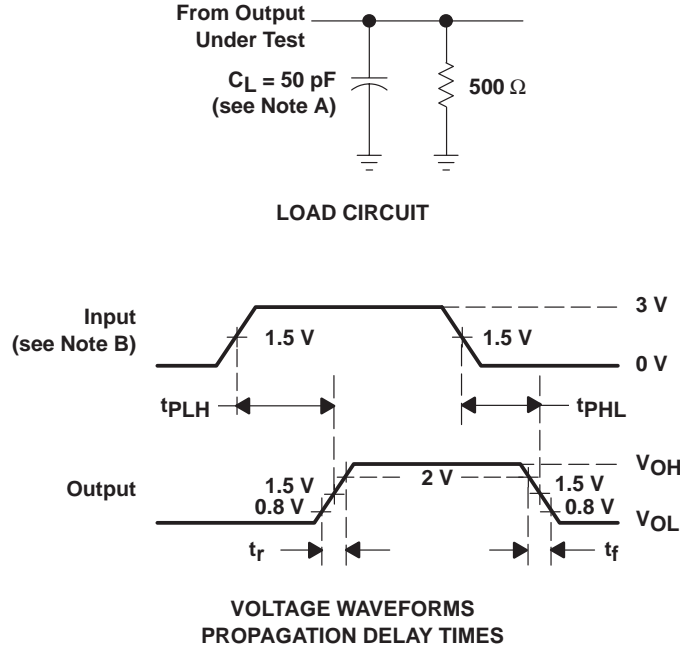 From Output
Under Test
CL = 50 pF
(see Note A)
500 Ω
LOAD CIRCUIT
Input
(see Note B)
1.5 V
1.5 V
3 V
0 V
tPLH
tPHL
Output
1.5 V
0.8 V
2 V
1.5 V
0.8 V
VOH
VOL
tr
tf
VOLTAGE WAVEFORMS
PROPAGATION DELAY TIMES